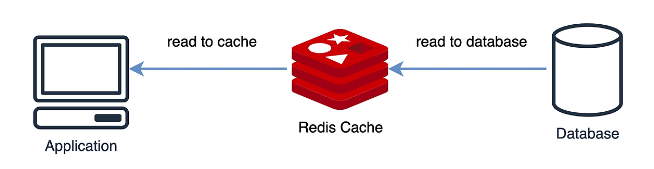 read to cache
read to database
Application
Redis Cache
Database